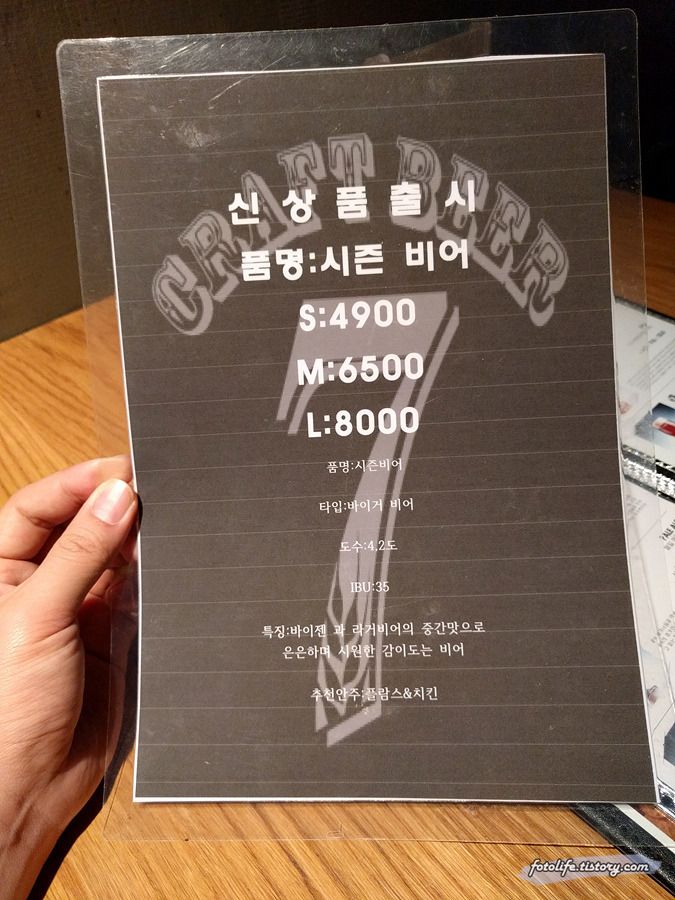 CRAFT BEER
7
신 상 품 출 시
품명:시즌 비어
S:4900
M:6500
L:8000
품명:시즌비어
타입:바이거 비어
도수:4.2도
IBU:35
특징:바이젠 과 라거비어의 중간맛으로
은은하며 시원한 감이도는 비어
추천안주:플람스&치킨
fotolife.tistory.com